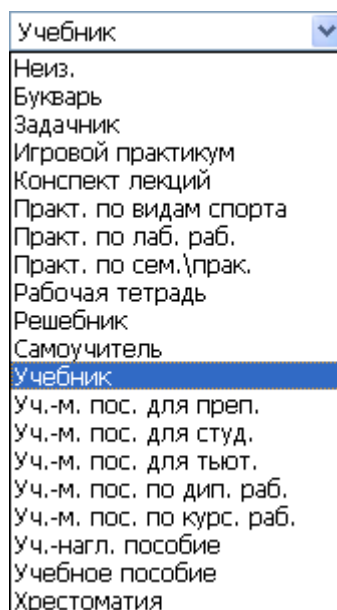 Учебник
Неиз.
Букварь
Задачник
Игровой практикум
Конспект лекций
Практ. по видам спорта
Практ. по лаб. раб.
Практ. по сем.\прак.
Рабочая тетрадь
Решебник
Самоучитель
Учебник
Уч.-м. пос. для преп.
Уч.-м. пос. для студ.
Уч.-м. пос. для тьют.
Уч.-м. пос. по дип. раб.
Уч.-м. пос. по курс. раб.
Уч.-нагл. пособие
Учебное пособие
Хрестоматия